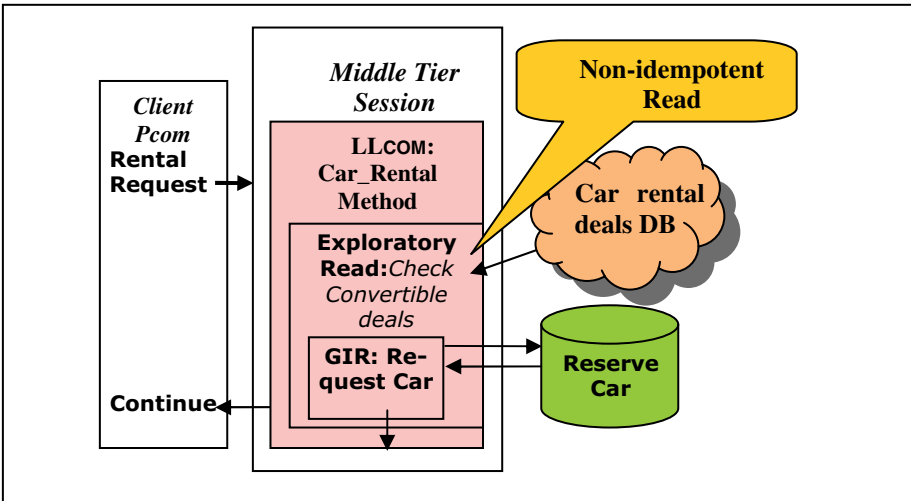 Client
Pcom
Rental
Request
Continue
Middle Tier
Session
LLCOM:
Car_Rental
Method
Exploratory
Read:Check
Convertible
deals
GIR: Re-
quest Car
Non-idempotent
Read
Car rental
deals DB
Reserve
Car